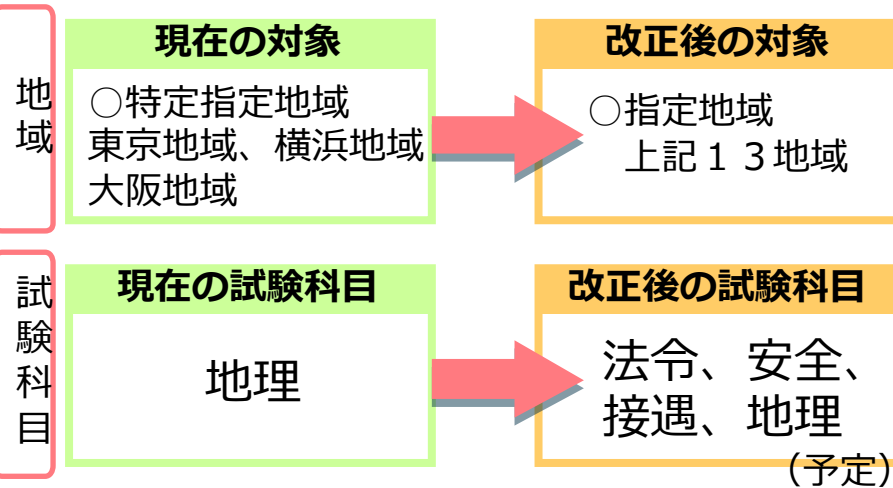 地域
現在の対象
○特定指定地域
東京地域、横浜地域
大阪地域
改正後の対象
○指定地域
上記１３地域
試験科目
現在の試験科目
地理
改正後の試験科目
法令、安全、
接遇、地理
(予定)